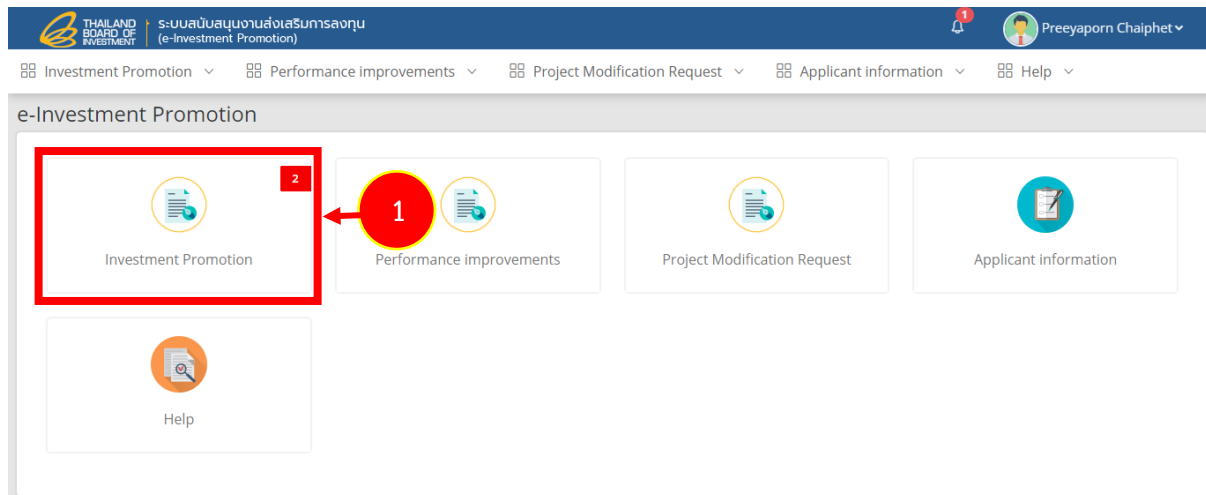 THAILAND
BOARD OF
INVESTMENT
ระบบสนับสนุนงานส่งเสริมการลงทุน
(e-Investment Promotion)
1
Preeyaporn Chaiphet
Investment Promotion
Performance improvements
Project Modification Request
Applicant information
Help
e-Investment Promotion
2
1
Investment Promotion
Performance improvements
Project Modification Request
Applicant information
Help